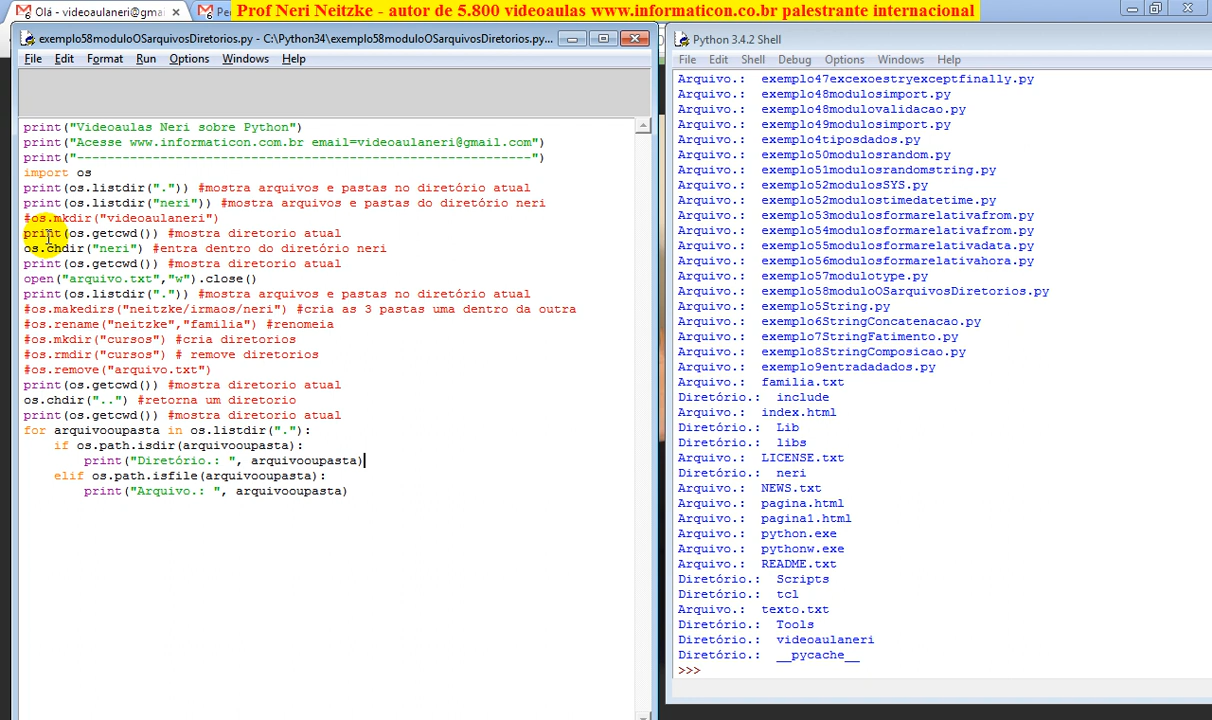 Prof Neri Neitzke - autor de 5.800 videoaulas www.informaticon.co.br palestrante internacional
Olá - videoaulaneri@gma
exemplo58moduloOSarquivosDiretorios.py - C:\Python34\exemplo58moduloOSarquivosDiretorios.py...
File Edit Format Run Options Windows Help
print("Videoaulas Neri sobre Python")
print("Acesse www.informaticon.com.br email=videoaulaneri@gmail.com")
print("------------------------------------------------------------")
import os
print(os.listdir(".")) #mostra arquivos e pastas no diretório atual
print(os.listdir("neri")) #mostra arquivos e pastas do diretório neri
#os.mkdir("videoaulaneri")
print(os.getcwd()) #mostra diretorio atual
os.chdir("neri") #entra dentro do diretório neri
print(os.getcwd()) #mostra diretorio atual
open("arquivo.txt","w").close()
print(os.listdir(".")) #mostra arquivos e pastas no diretório atual
#os.makedirs("neitzke/irmaos/neri") #cria as 3 pastas uma dentro da outra
#os.rename("neitzke","familia") #renomeia
#os.mkdir("cursos") #cria diretorios
#os.rmdir("cursos") # remove diretorios
#os.remove("arquivo.txt")
print(os.getcwd()) #mostra diretorio atual
os.chdir("..") #retorna um diretorio
print(os.getcwd()) #mostra diretorio atual
for arquivooupasta in os.listdir("."):
    if os.path.isdir(arquivooupasta):
        print("Diretório.: ", arquivooupasta)
    elif os.path.isfile(arquivooupasta):
        print("Arquivo.: ", arquivooupasta)
Python 3.4.2 Shell
File Edit Shell Debug Options Windows Help
Arquivo.:  exemplo47excexoestryexceptfinally.py
Arquivo.:  exemplo48modulosimport.py
Arquivo.:  exemplo48modulovalidacao.py
Arquivo.:  exemplo49modulosimport.py
Arquivo.:  exemplo4tiposdados.py
Arquivo.:  exemplo50modulosrandom.py
Arquivo.:  exemplo51modulosrandomstring.py
Arquivo.:  exemplo52modulosSYS.py
Arquivo.:  exemplo52modulostimedatetime.py
Arquivo.:  exemplo53modulosformarelativafrom.py
Arquivo.:  exemplo54modulosformarelativafrom.py
Arquivo.:  exemplo55modulosformarelativadata.py
Arquivo.:  exemplo56modulosformarelativahora.py
Arquivo.:  exemplo57modulotype.py
Arquivo.:  exemplo58moduloOSarquivosDiretorios.py
Arquivo.:  exemplo5String.py
Arquivo.:  exemplo6StringConcatenacao.py
Arquivo.:  exemplo7StringFatimento.py
Arquivo.:  exemplo8StringComposicao.py
Arquivo.:  exemplo9entradadados.py
Arquivo.:  familia.txt
Diretório.:  include
Arquivo.:  index.html
Diretório.:  Lib
Diretório.:  libs
Arquivo.:  LICENSE.txt
Diretório.:  neri
Arquivo.:  NEWS.txt
Arquivo.:  pagina.html
Arquivo.:  pagina1.html
Arquivo.:  python.exe
Arquivo.:  pythonw.exe
Arquivo.:  README.txt
Diretório.:  Scripts
Diretório.:  tcl
Arquivo.:  texto.txt
Diretório.:  Tools
Diretório.:  videoaulaneri
Diretório.:  __pycache__
>>>